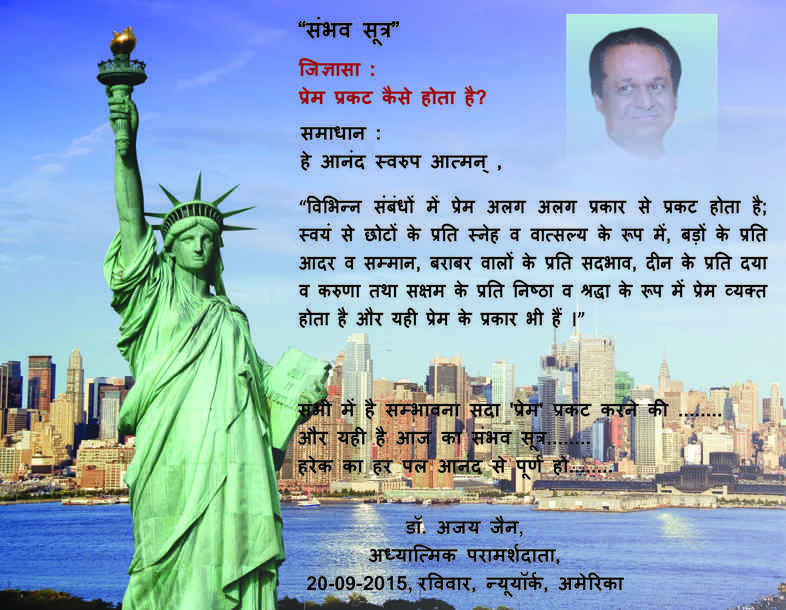 “संभव सूत्र”
जिज्ञासा :
प्रेम प्रकट कैसे होता है?
समाधान :
हे आनंद स्वरुप आत्मन् ,
“विभिन्न संबंधों में प्रेम अलग अलग प्रकार से प्रकट होता है;
स्वयं से छोटों के प्रति स्नेह व वात्सल्य के रूप में, बड़ों के प्रति
आदर व सम्मान, बराबर वालों के प्रति सदभाव, दीन के प्रति दया
व करुणा तथा सक्षम के प्रति निष्ठा व श्रद्धा के रूप में प्रेम व्यक्त
होता है और यही प्रेम के प्रकार भी हैं ।”
सभी में है सम्भावना सदा 'प्रेम' प्रकट करने की ........
और यही है आज का संभव सूत्र........
हरेक का हर पल आनंद से पूर्ण हो........
डॉ. अजय जैन,
अध्यात्मिक परामर्शदाता,
20-09-2015, रविवार, न्यूयॉर्क, अमेरिका